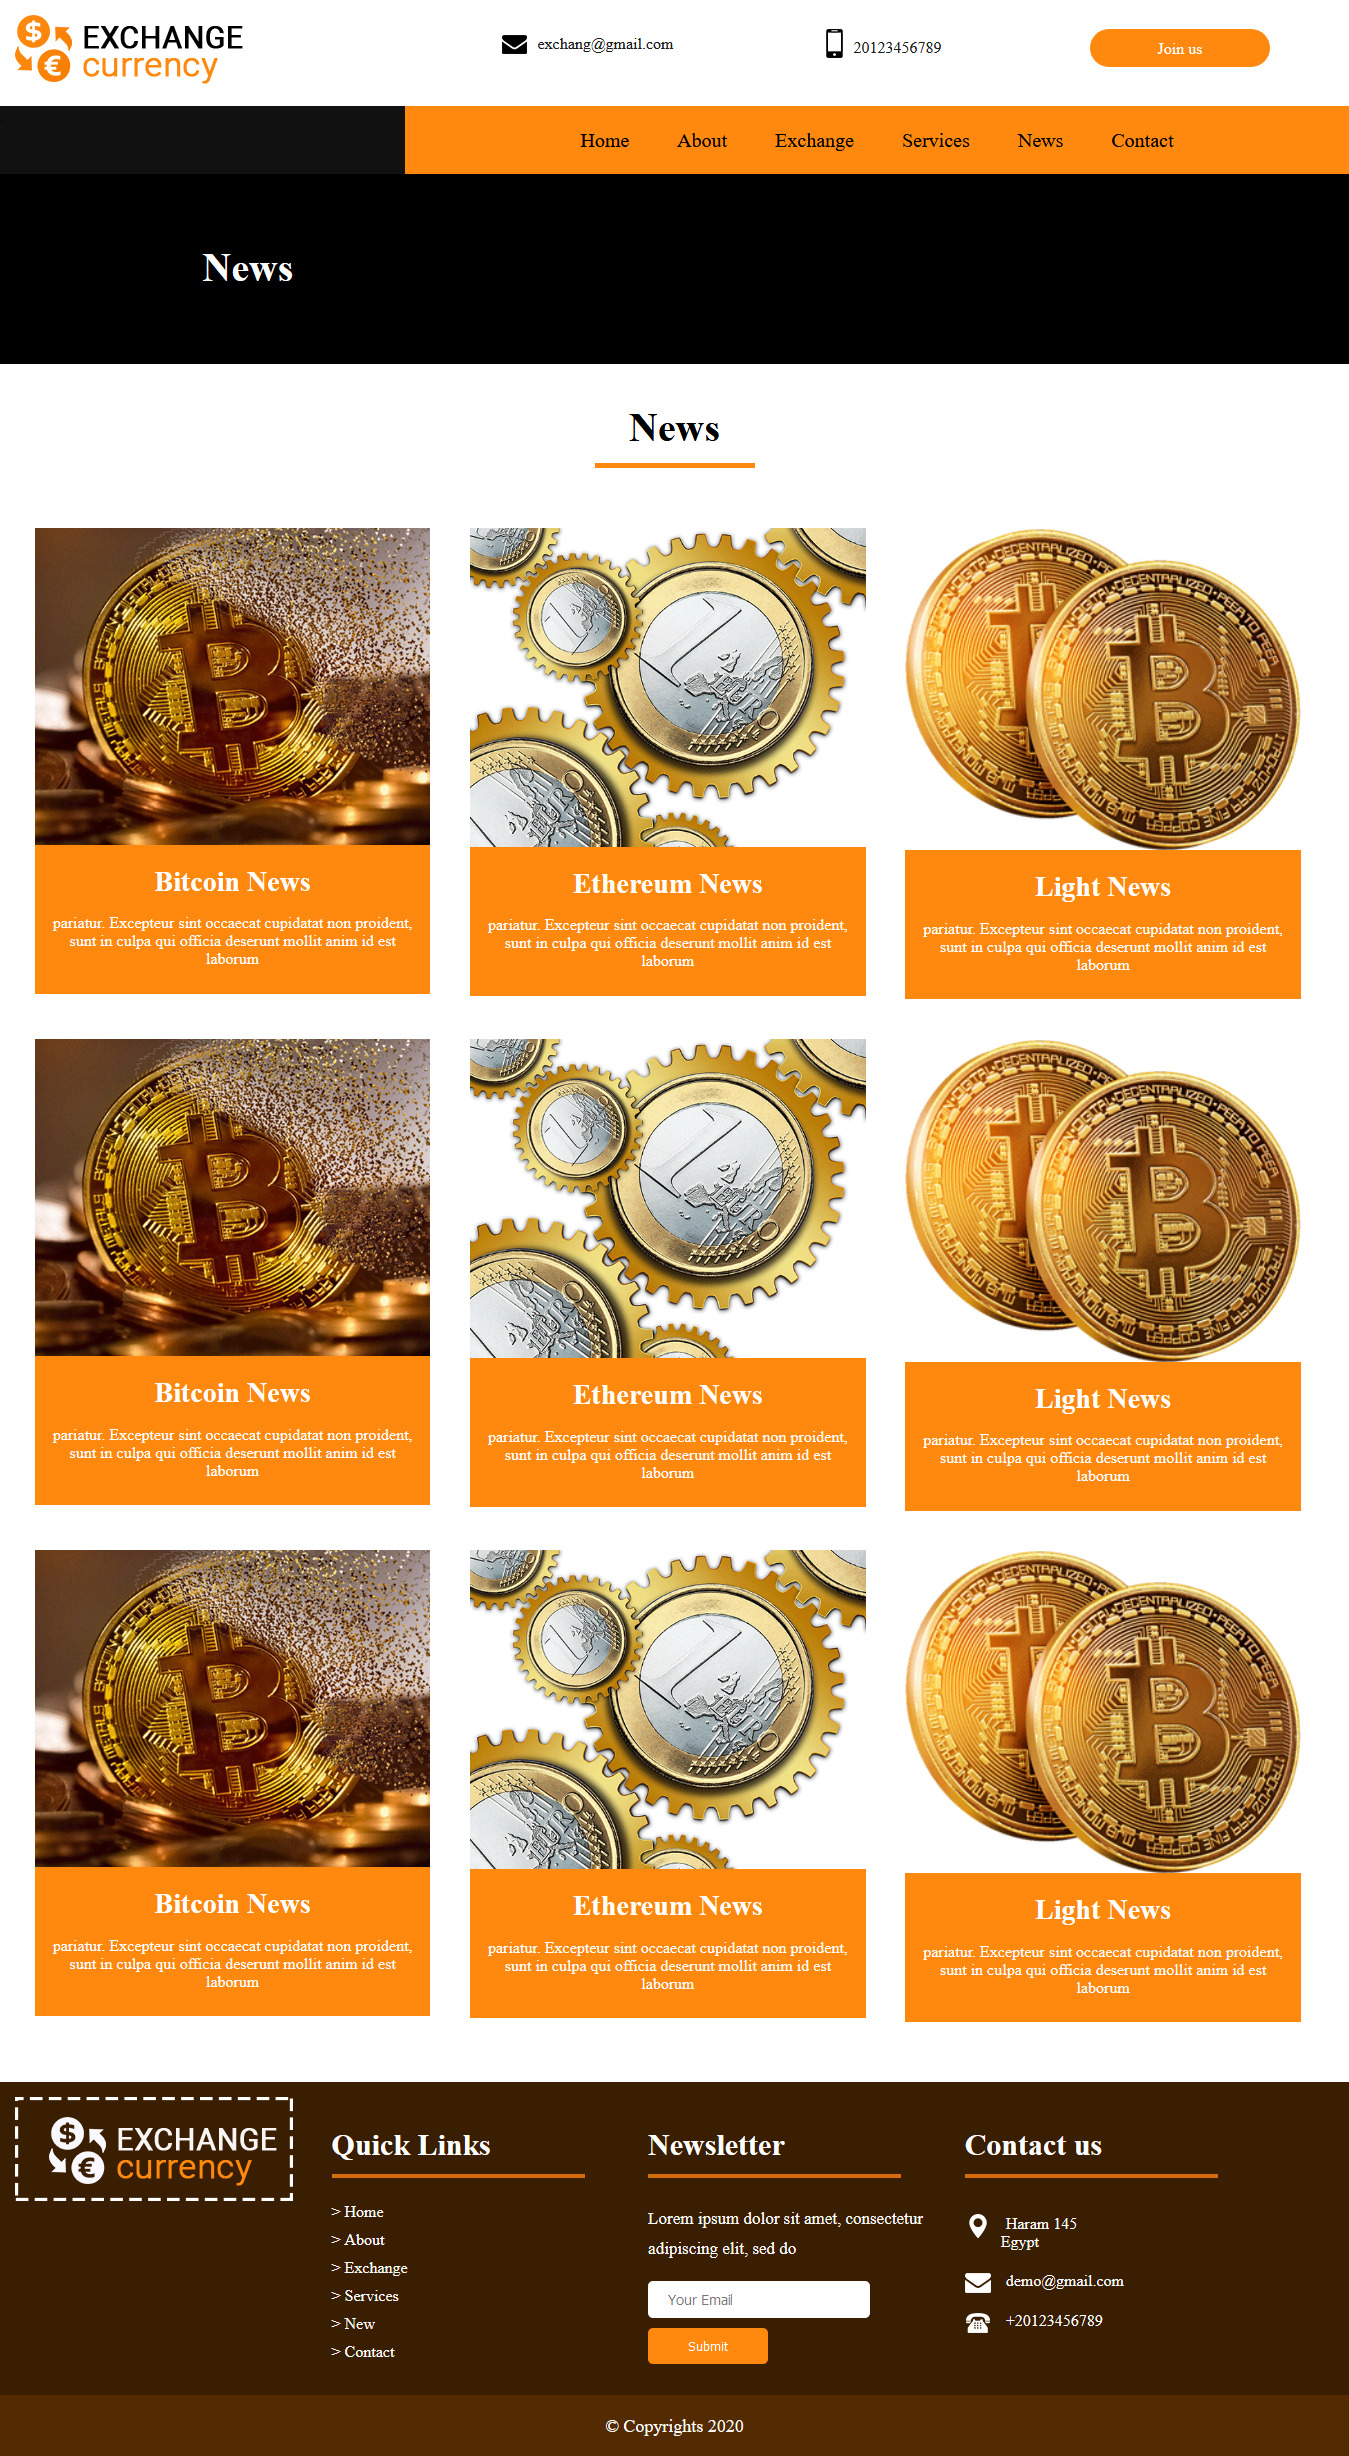 EXCHANGE
currency
exchang@gmail.com
20123456789
Join us
Home About Exchange Services News Contact
News
News
Bitcoin News
pariatur. Excepteur sint occaecat cupidatat non proident,
sunt in culpa qui officia deserunt mollit anim id est
laborum
Ethereum News
pariatur. Excepteur sint occaecat cupidatat non proident,
sunt in culpa qui officia deserunt mollit anim id est
laborum
Light News
pariatur. Excepteur sint occaecat cupidatat non proident,
sunt in culpa qui officia deserunt mollit anim id est
laborum
Bitcoin News
pariatur. Excepteur sint occaecat cupidatat non proident,
sunt in culpa qui officia deserunt mollit anim id est
laborum
Ethereum News
pariatur. Excepteur sint occaecat cupidatat non proident,
sunt in culpa qui officia deserunt mollit anim id est
laborum
Light News
pariatur. Excepteur sint occaecat cupidatat non proident,
sunt in culpa qui officia deserunt mollit anim id est
laborum
Bitcoin News
pariatur. Excepteur sint occaecat cupidatat non proident,
sunt in culpa qui officia deserunt mollit anim id est
laborum
Ethereum News
pariatur. Excepteur sint occaecat cupidatat non proident,
sunt in culpa qui officia deserunt mollit anim id est
laborum
Light News
pariatur. Excepteur sint occaecat cupidatat non proident,
sunt in culpa qui officia deserunt mollit anim id est
laborum
EXCHANGE
currency
Quick Links
> Home
> About
> Exchange
> Services
> New
> Contact
Newsletter
Lorem ipsum dolor sit amet, consectetur
adipiscing elit, sed do
Your Email
Submit
Contact us
Haram 145
Egypt
demo@gmail.com
+20123456789
© Copyrights 2020